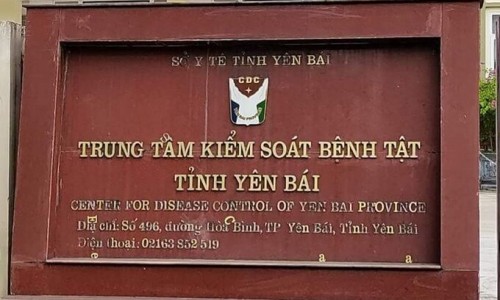 SỞ Y TẾ TỈNH YÊN BÁI
CDC
TRUNG TÂM KIỂM SOÁT BỆNH TẬT
TỈNH YÊN BÁI
CENTER FOR DISEASE CONTROL OF YEN BAI PROVINCE
Địa chỉ: Số 496, đường Hòa Bình, TP Yên Bái, Tỉnh Yên Bái
Điện thoại: 02163 852 519